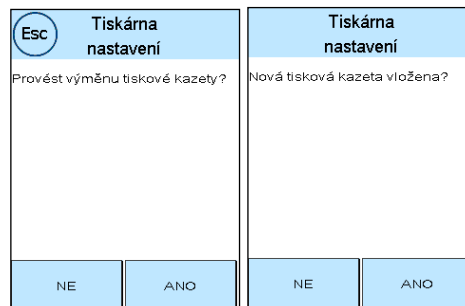 Esc
Tiskárna
nastavení
Provést výměnu tiskové kazety?
NE
ANO
Tiskárna
nastavení
Nová tisková kazeta vložena?
NE
ANO